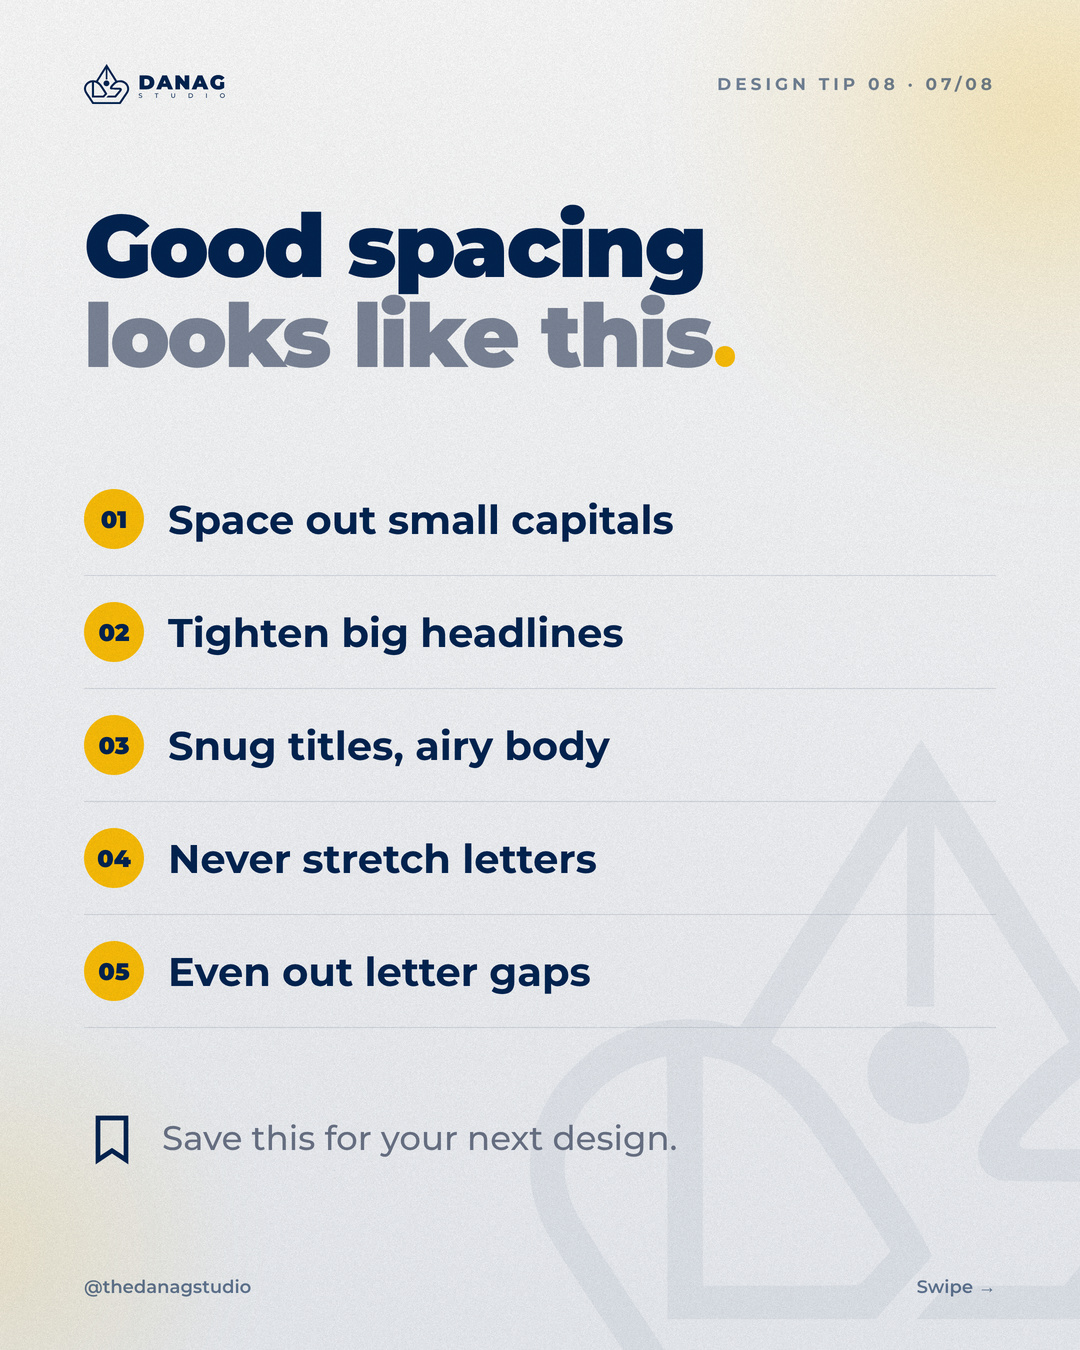 DANAG
STUDIO
DESIGN TIP 08 · 07/08
Good spacing
looks like this.
01 Space out small capitals
02 Tighten big headlines
03 Snug titles, airy body
04 Never stretch letters
05 Even out letter gaps
Save this for your next design.
@thedanagstudio
Swipe →